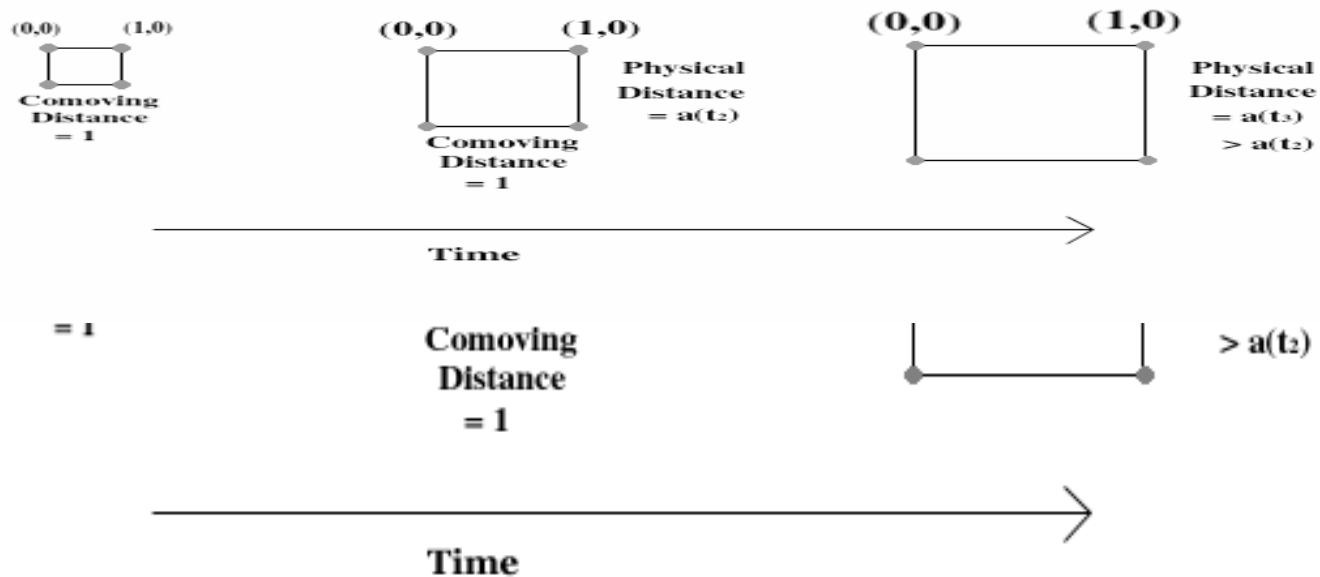 (0,0) (1,0)
Comoving
Distance
= 1
(0,0) (1,0)
Physical
Distance
= a(t₂)
Comoving
Distance
= 1
(0,0) (1,0)
Physical
Distance
= a(t₃)
> a(t₂)
Time
= 1
Comoving
Distance
= 1
> a(t₂)
Time